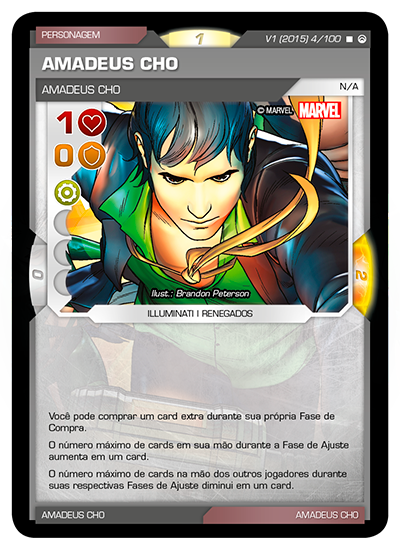 PERSONAGEM
1
V1 (2015) 4/100
AMADEUS CHO
AMADEUS CHO
N/A
© MARVEL MARVEL
1
0
0
2
Ilust.: Brandon Peterson
ILLUMINATI | RENEGADOS
Você pode comprar um card extra durante sua própria Fase de
Compra.
O número máximo de cards em sua mão durante a Fase de Ajuste
aumenta em um card.
O número máximo de cards na mão dos outros jogadores durante
suas respectivas Fases de Ajuste diminui em um card.
AMADEUS CHO
AMADEUS CHO